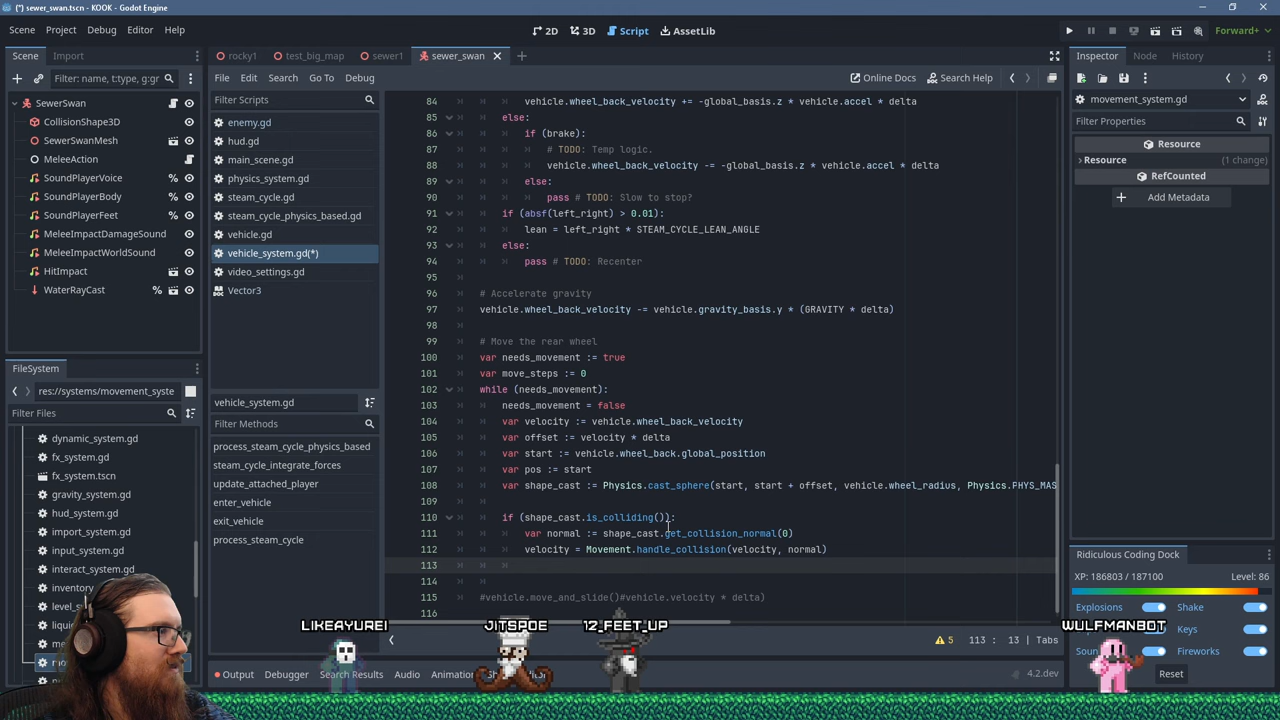 (*) sewer_swan.tscn - KOOK - Godot Engine
Scene Project Debug Editor Help
2D 3D Script AssetLib
Forward+
Scene Import
rocky1 test_big_map sewer1 sewer_swan
Inspector Node History
Filter: name, t:type, g:gr
File Edit Search Go To Debug
Online Docs Search Help
SewerSwan
CollisionShape3D
SewerSwanMesh
MeleeAction
SoundPlayerVoice
SoundPlayerBody
SoundPlayerFeet
MeleeImpactDamageSound
MeleeImpactWorldSound
HitImpact
WaterRayCast
FileSystem
res://systems/movement_syste
Filter Files
dynamic_system.gd
fx_system.gd
fx_system.tscn
gravity_system.gd
hud_system.gd
import_system.gd
input_system.gd
interact_system.gd
inventory
level_sy
liqui
me
mo
Filter Scripts
enemy.gd
hud.gd
main_scene.gd
physics_system.gd
steam_cycle.gd
steam_cycle_physics_based.gd
vehicle.gd
vehicle_system.gd(*)
video_settings.gd
Vector3
vehicle_system.gd
Filter Methods
process_steam_cycle_physics_based
steam_cycle_integrate_forces
update_attached_player
enter_vehicle
exit_vehicle
process_steam_cycle
84 vehicle.wheel_back_velocity += -global_basis.z * vehicle.accel * delta
85 else:
86 if (brake):
87 # TODO: Temp logic.
88 vehicle.wheel_back_velocity -= -global_basis.z * vehicle.accel * delta
89 else:
90 pass # TODO: Slow to stop?
91 if (absf(left_right) > 0.01):
92 lean = left_right * STEAM_CYCLE_LEAN_ANGLE
93 else:
94 pass # TODO: Recenter
95
96 # Accelerate gravity
97 vehicle.wheel_back_velocity -= vehicle.gravity_basis.y * (GRAVITY * delta)
98
99 # Move the rear wheel
100 var needs_movement := true
101 var move_steps := 0
102 while (needs_movement):
103 needs_movement = false
104 var velocity := vehicle.wheel_back_velocity
105 var offset := velocity * delta
106 var start := vehicle.wheel_back.global_position
107 var pos := start
108 var shape_cast := Physics.cast_sphere(start, start + offset, vehicle.wheel_radius, Physics.PHYS_MAS
109
110 if (shape_cast.is_colliding()):
111 var normal := shape_cast.get_collision_normal(0)
112 velocity = Movement.handle_collision(velocity, normal)
113
114
115 #vehicle.move_and_slide()#vehicle.velocity * delta)
116
5 113 : 13 | Tabs
Output Debugger Search Results Audio Animation
4.2.dev
movement_system.gd
Filter Properties
Resource
Resource (1 change)
RefCounted
Add Metadata
Ridiculous Coding Dock
XP: 186803 / 187100 Level: 86
Explosions Shake
Keys
Sou Fireworks
Reset
LIKEAYUREI JITSPOE 12_FEET_UP WULFMANBOT